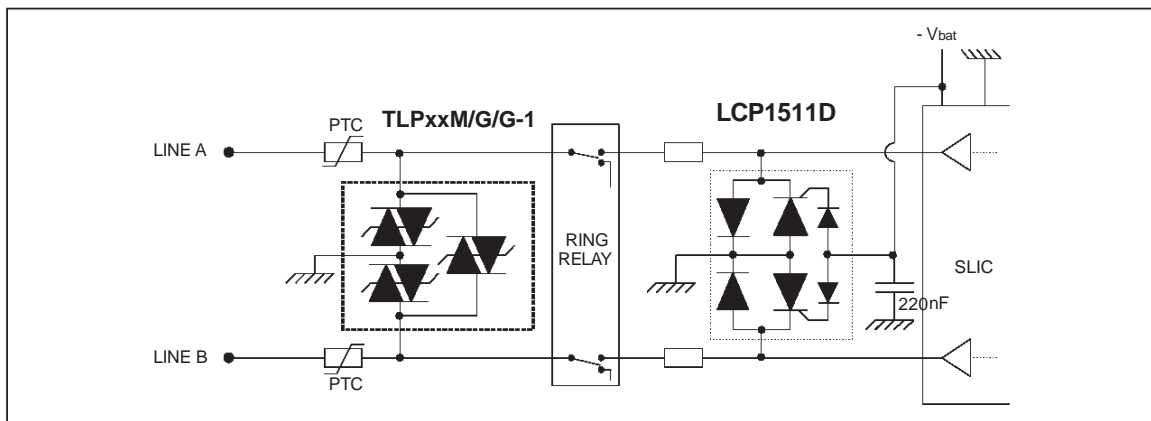 - Vbat
TLPxxM/G/G-1
LCP1511D
PTC
LINE A
RING
RELAY
SLIC
220nF
LINE B
PTC